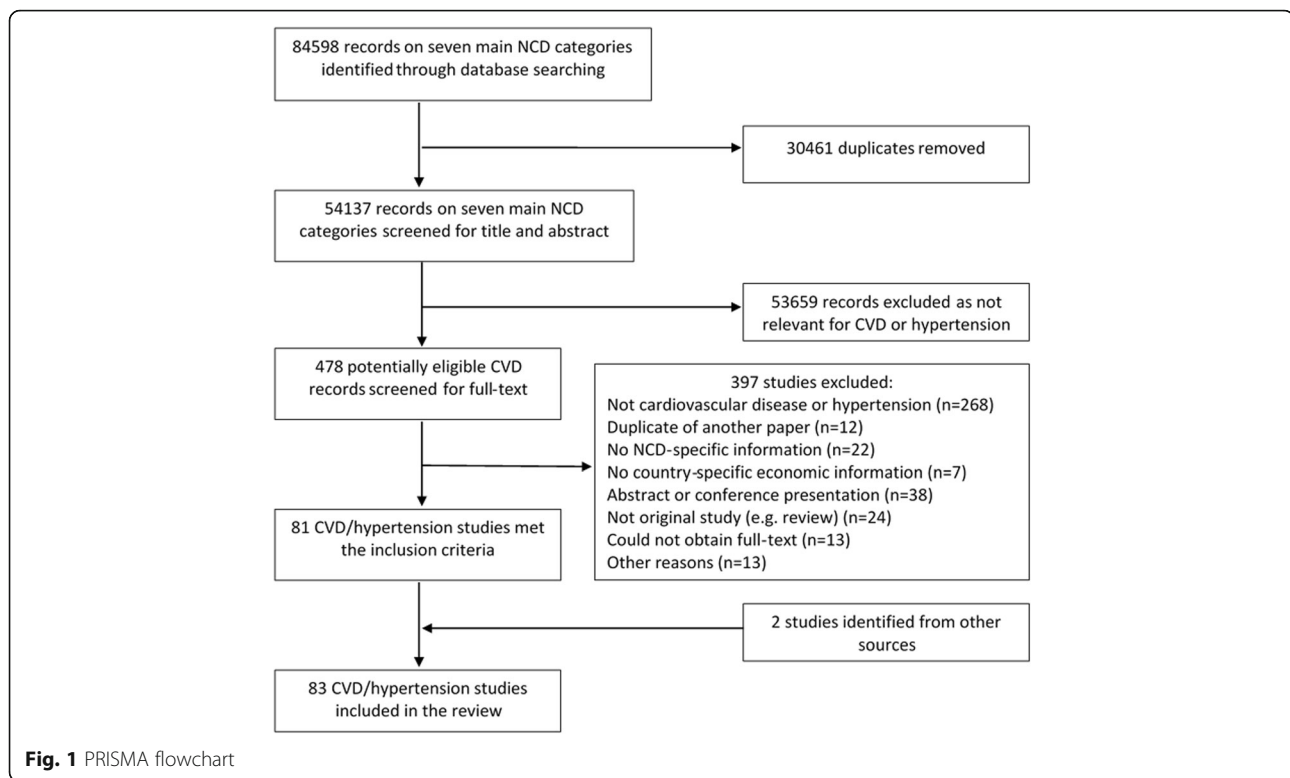 84598 records on seven main NCD categories
identified through database searching
30461 duplicates removed
54137 records on seven main NCD
categories screened for title and abstract
53659 records excluded as not
relevant for CVD or hypertension
478 potentially eligible CVD
records screened for full-text
397 studies excluded:
Not cardiovascular disease or hypertension (n=268)
Duplicate of another paper (n=12)
No NCD-specific information (n=22)
No country-specific economic information (n=7)
Abstract or conference presentation (n=38)
Not original study (e.g. review) (n=24)
Could not obtain full-text (n=13)
Other reasons (n=13)
81 CVD/hypertension studies met
the inclusion criteria
2 studies identified from other
sources
83 CVD/hypertension studies
included in the review
Fig. 1 PRISMA flowchart